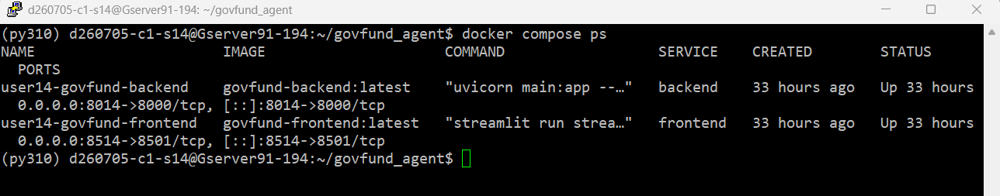 d260705-c1-s14@Gserver91-194: ~/govfund_agent
(py310) d260705-c1-s14@Gserver91-194:~/govfund_agent$ docker compose ps
NAME                     IMAGE                     COMMAND                  SERVICE    CREATED        STATUS
  PORTS
user14-govfund-backend    govfund-backend:latest    "uvicorn main:app --…"   backend    33 hours ago   Up 33 hours
  0.0.0.0:8014->8000/tcp, [::]:8014->8000/tcp
user14-govfund-frontend   govfund-frontend:latest   "streamlit run strea…"   frontend   33 hours ago   Up 33 hours
  0.0.0.0:8514->8501/tcp, [::]:8514->8501/tcp
(py310) d260705-c1-s14@Gserver91-194:~/govfund_agent$